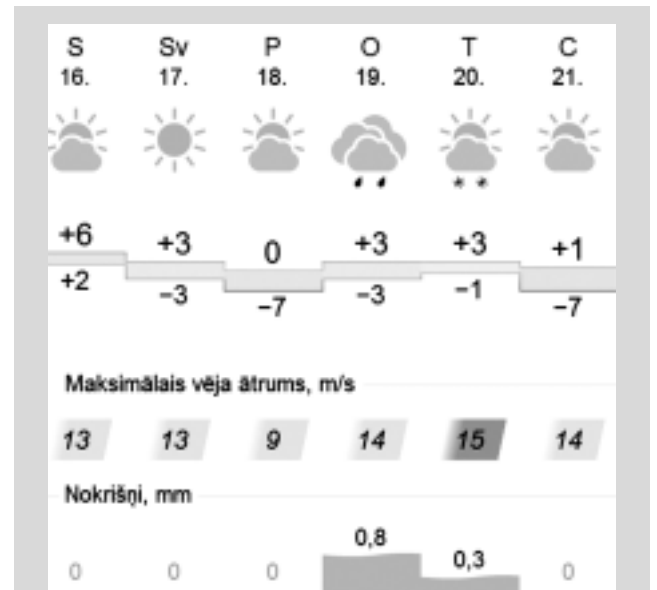 S Sv P O T C
16. 17. 18. 19. 20. 21.
+6 +3 0 +3 +3 +1
+2 −3 −7 −3 −1 −7
Maksimālais vēja ātrums, m/s
13 13 9 14 15 14
Nokrišņi, mm
0 0 0 0,8 0,3 0